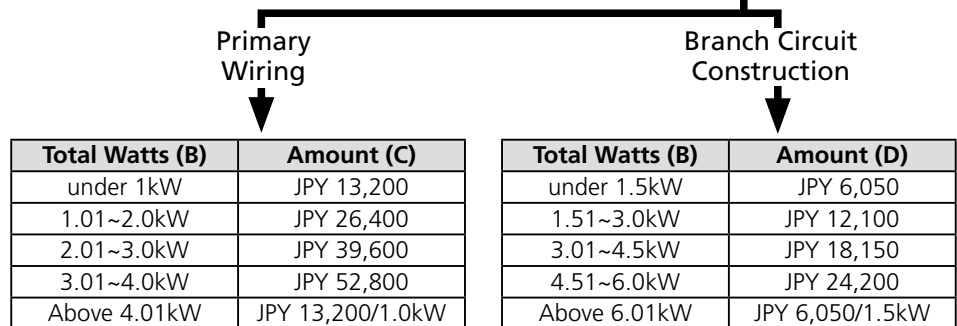 Primary
Wiring
Branch Circuit
Construction
Total Watts (B) Amount (C)
under 1kW JPY 13,200
1.01~2.0kW JPY 26,400
2.01~3.0kW JPY 39,600
3.01~4.0kW JPY 52,800
Above 4.01kW JPY 13,200/1.0kW
Total Watts (B) Amount (D)
under 1.5kW JPY 6,050
1.51~3.0kW JPY 12,100
3.01~4.5kW JPY 18,150
4.51~6.0kW JPY 24,200
Above 6.01kW JPY 6,050/1.5kW